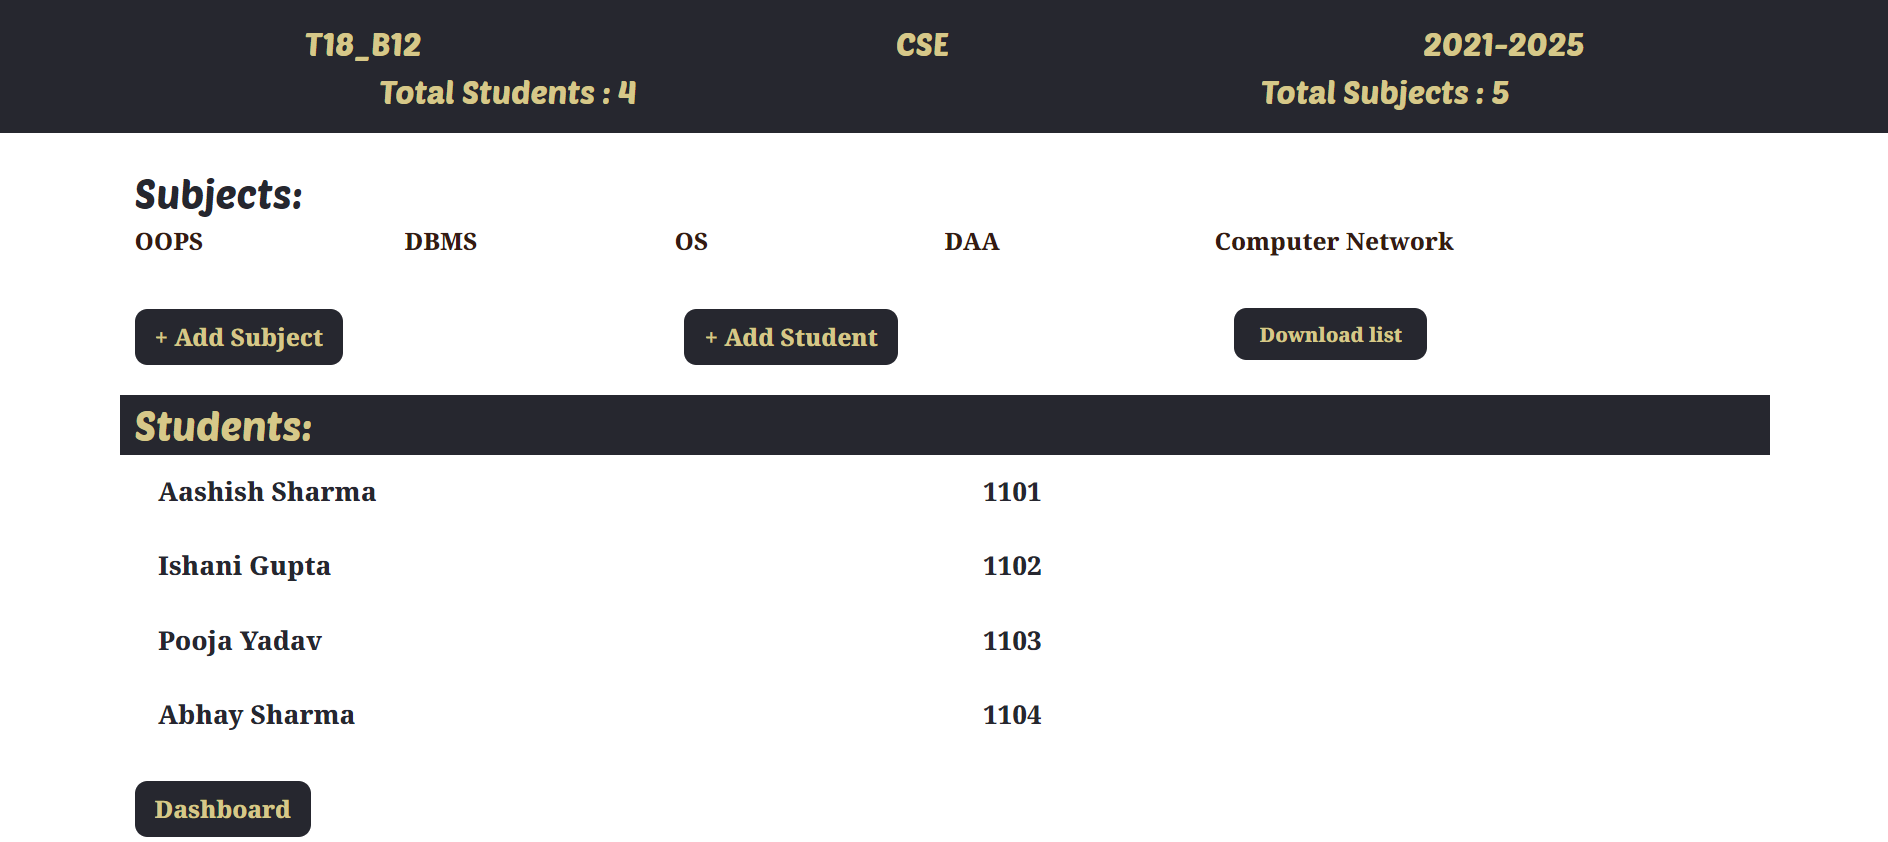 T18_B12 CSE 2021-2025
Total Students : 4 Total Subjects : 5
Subjects:
OOPS DBMS OS DAA Computer Network
+ Add Subject + Add Student Download list
Students:
Aashish Sharma 1101
Ishani Gupta 1102
Pooja Yadav 1103
Abhay Sharma 1104
Dashboard